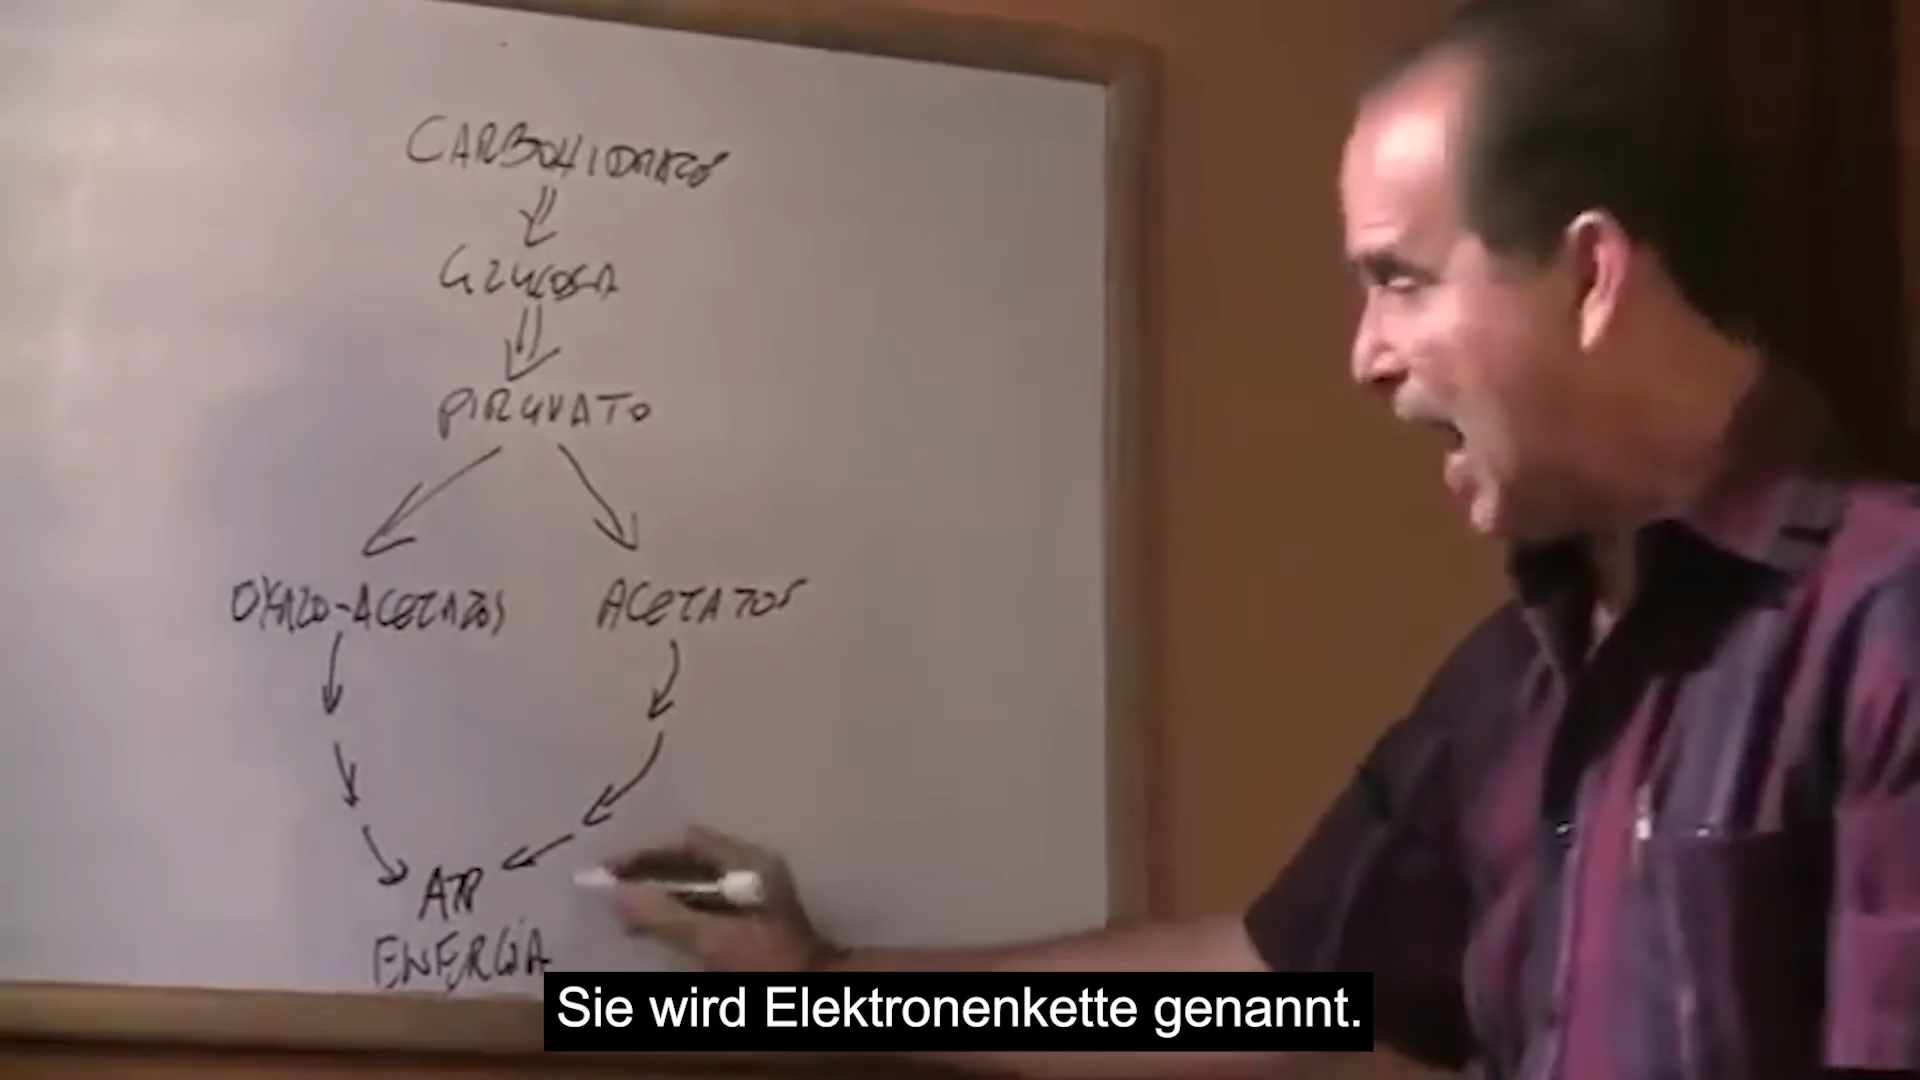 CARBOHIDRATOS
GLUCOSA
PIRUVATO
OXALO-ACETATOS ACETATOS
ATP
ENERGIA
Sie wird Elektronenkette genannt.